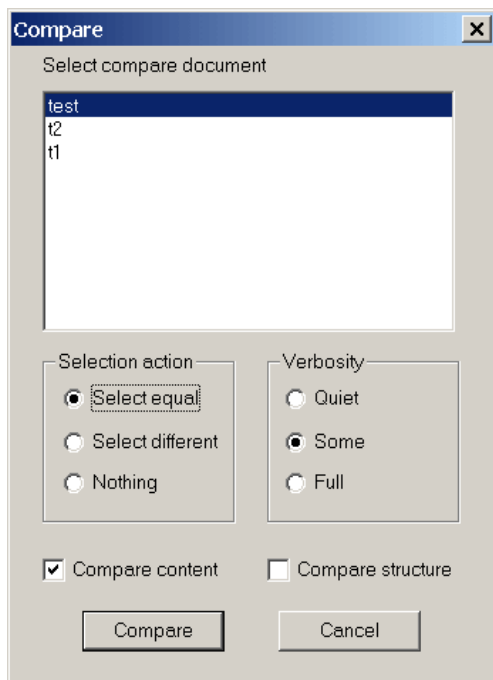 Compare
Select compare document
test
t2
t1
Selection action
Select equal
Select different
Nothing
Verbosity
Quiet
Some
Full
Compare content
Compare structure
Compare
Cancel